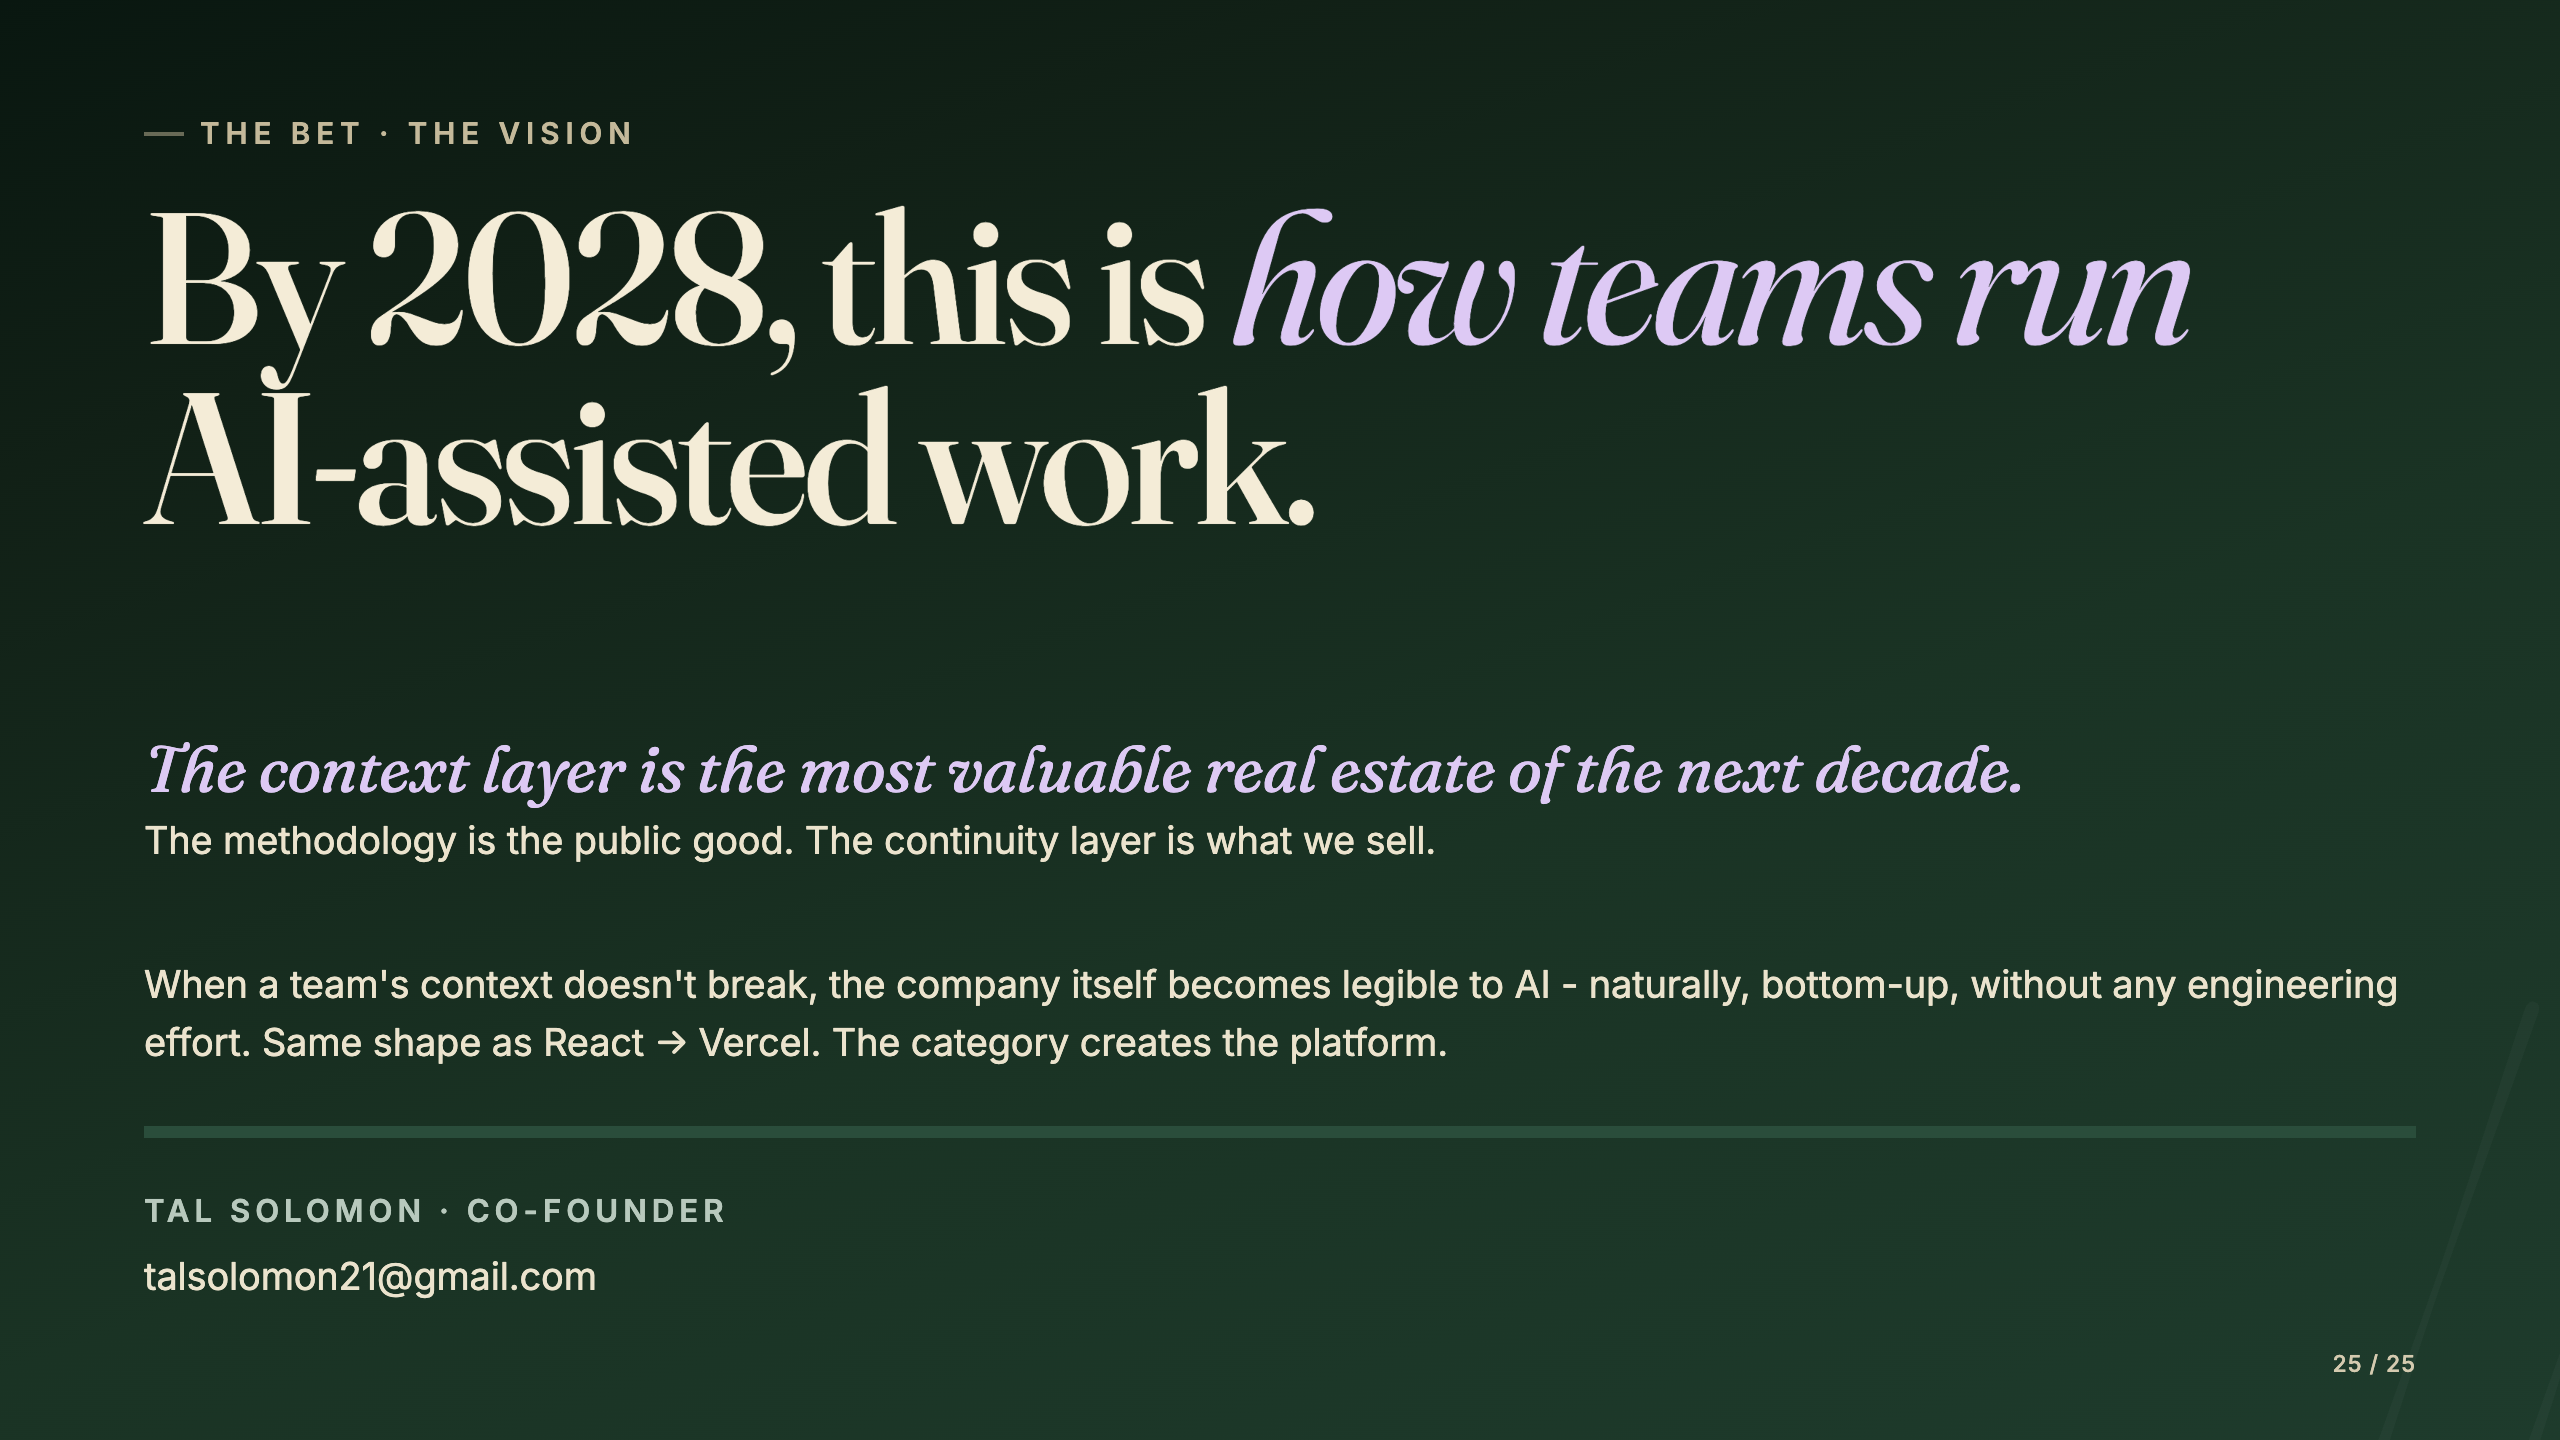 — THE BET · THE VISION
By 2028, this is how teams run
AI-assisted work.
The context layer is the most valuable real estate of the next decade.
The methodology is the public good. The continuity layer is what we sell.
When a team's context doesn't break, the company itself becomes legible to AI - naturally, bottom-up, without any engineering
effort. Same shape as React → Vercel. The category creates the platform.
TAL SOLOMON · CO-FOUNDER
talsolomon21@gmail.com
25 / 25